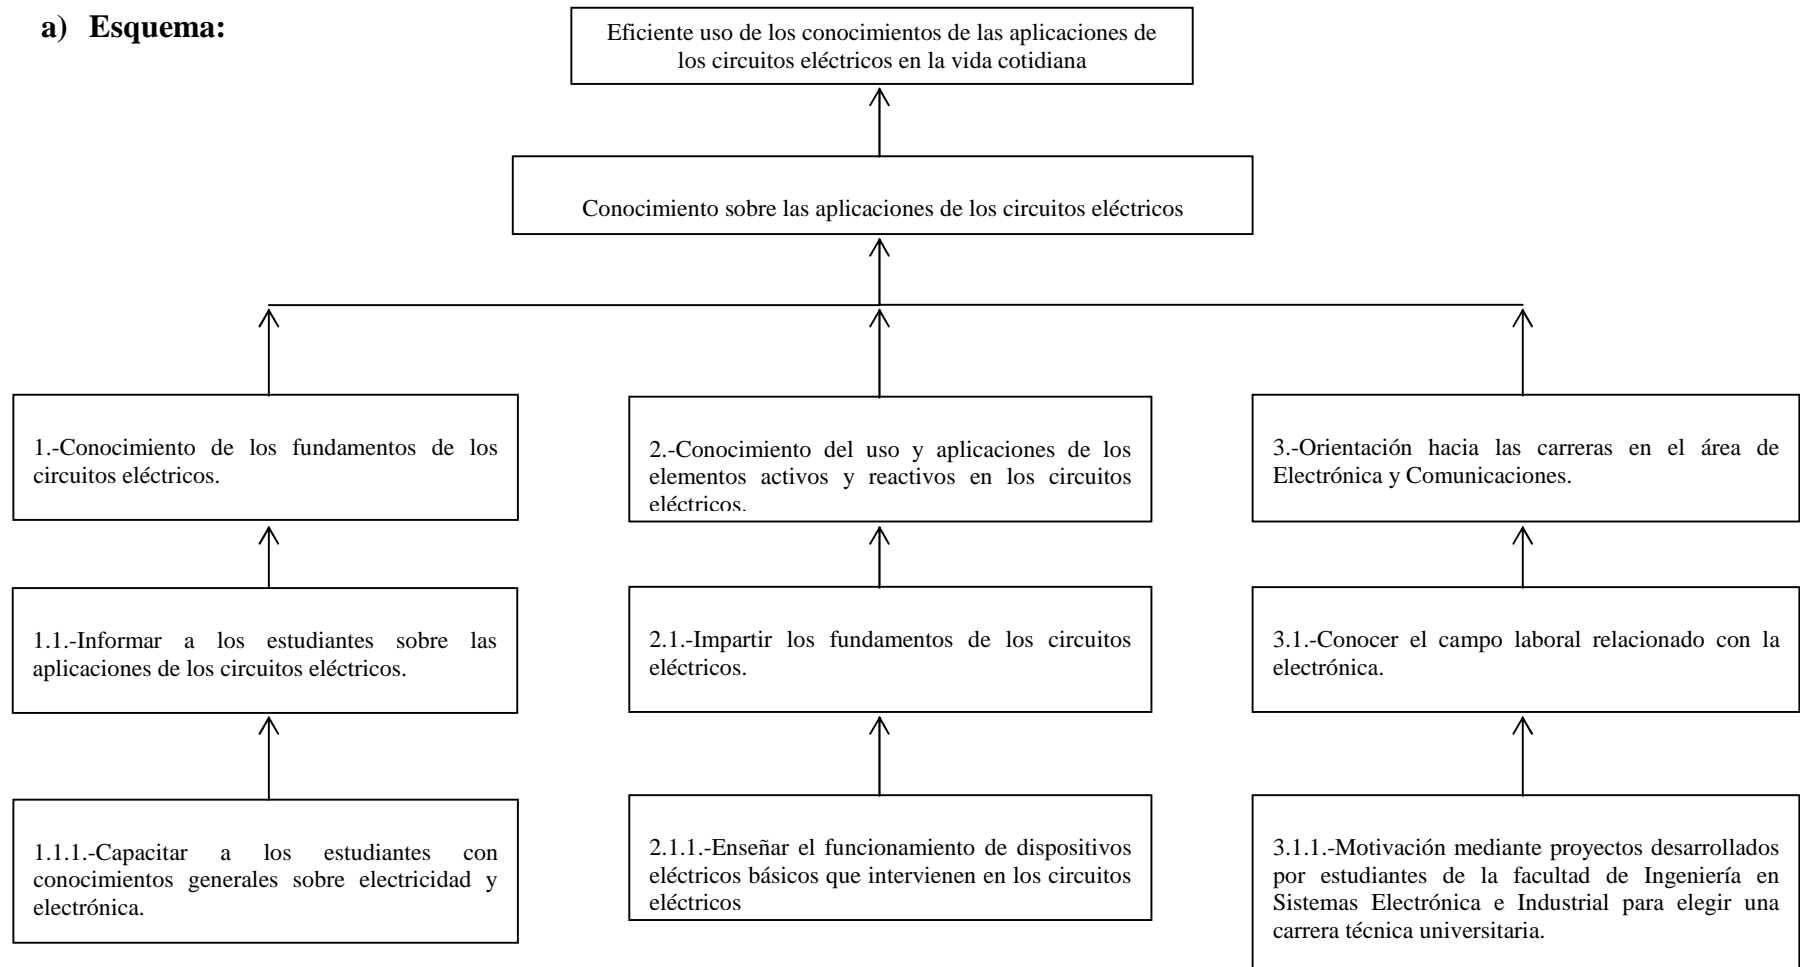 a) Esquema:
Eficiente uso de los conocimientos de las aplicaciones de
los circuitos eléctricos en la vida cotidiana
Conocimiento sobre las aplicaciones de los circuitos eléctricos
1.-Conocimiento de los fundamentos de los
circuitos eléctricos.
2.-Conocimiento del uso y aplicaciones de los
elementos activos y reactivos en los circuitos
eléctricos.
3.-Orientación hacia las carreras en el área de
Electrónica y Comunicaciones.
1.1.-Informar a los estudiantes sobre las
aplicaciones de los circuitos eléctricos.
2.1.-Impartir los fundamentos de los circuitos
eléctricos.
3.1.-Conocer el campo laboral relacionado con la
electrónica.
1.1.1.-Capacitar a los estudiantes con
conocimientos generales sobre electricidad y
electrónica.
2.1.1.-Enseñar el funcionamiento de dispositivos
eléctricos básicos que intervienen en los circuitos
eléctricos
3.1.1.-Motivación mediante proyectos desarrollados
por estudiantes de la facultad de Ingeniería en
Sistemas Electrónica e Industrial para elegir una
carrera técnica universitaria.